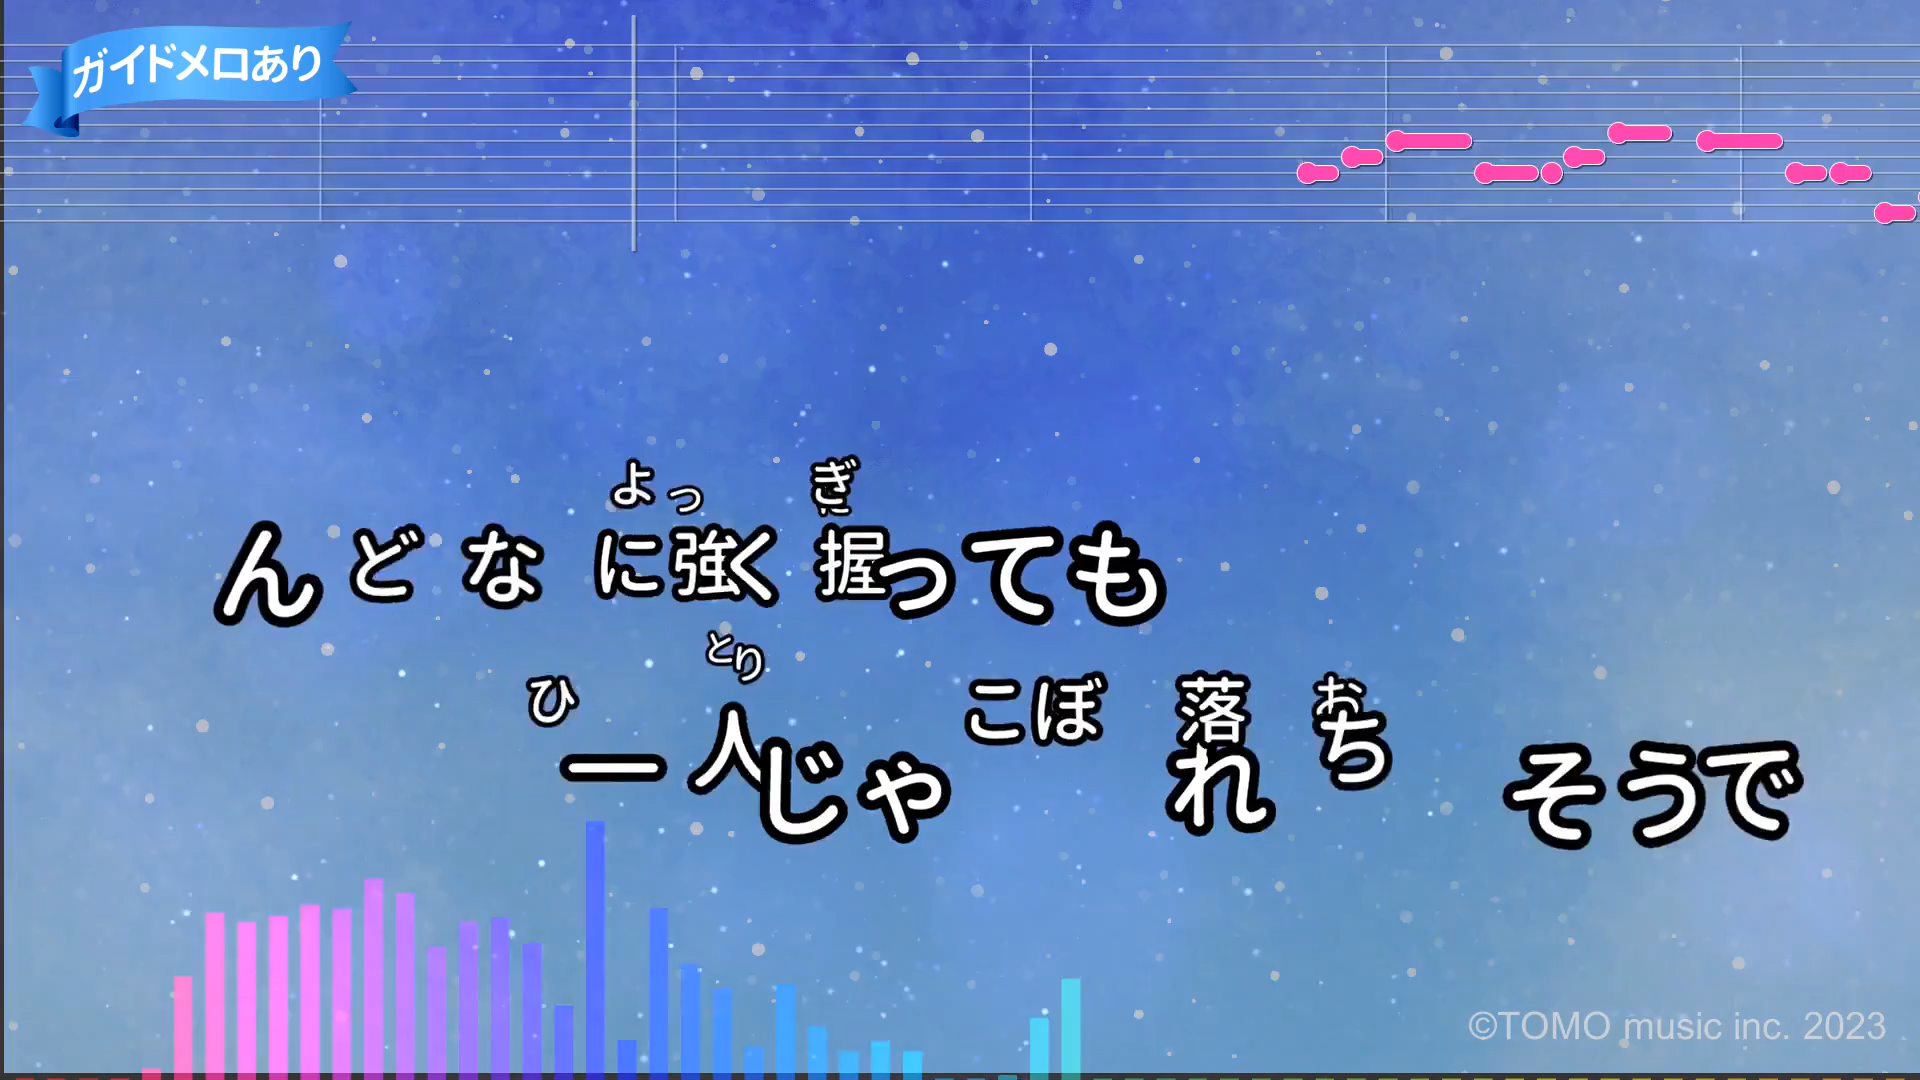 ガイドメロあり
よっ ぎ
んどなに強く握っても
ひとり
一人じゃこぼれ落ちそうで
お
©TOMO music inc. 2023